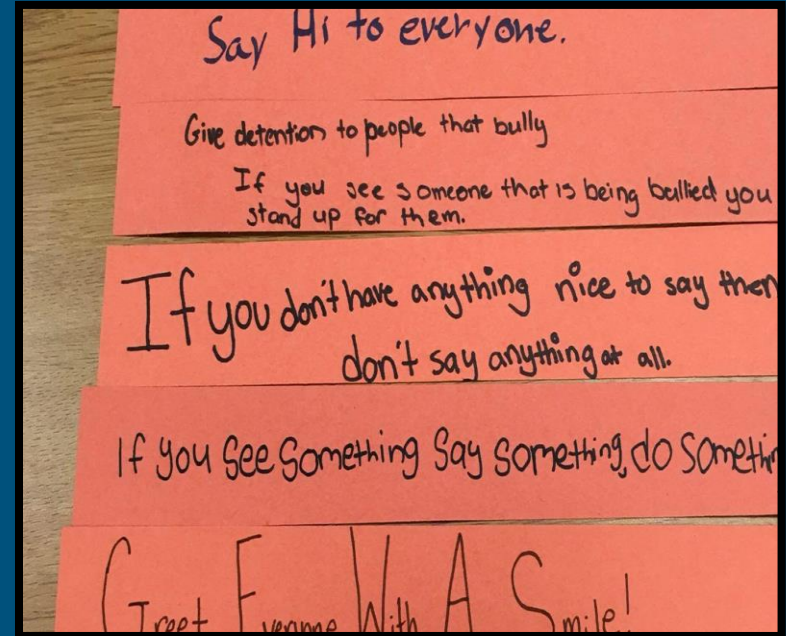 Say Hi to everyone.
Give detention to people that bully
If you see someone that is being bullied you
stand up for them.
If you don't have anything nice to say then
don't say anything at all.
If you see something Say something, do somethin
Greet Everyone With A Smile!